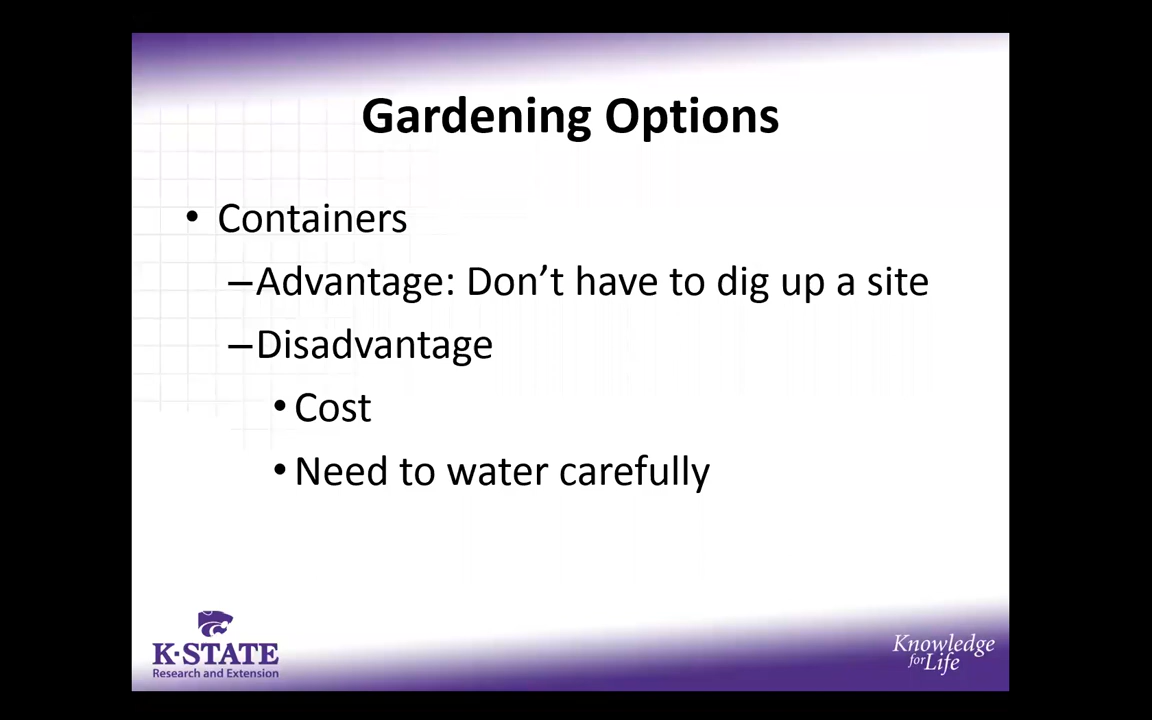 Gardening Options
• Containers
–Advantage: Don’t have to dig up a site
–Disadvantage
• Cost
• Need to water carefully
K-STATE
Research and Extension
Knowledge
for Life